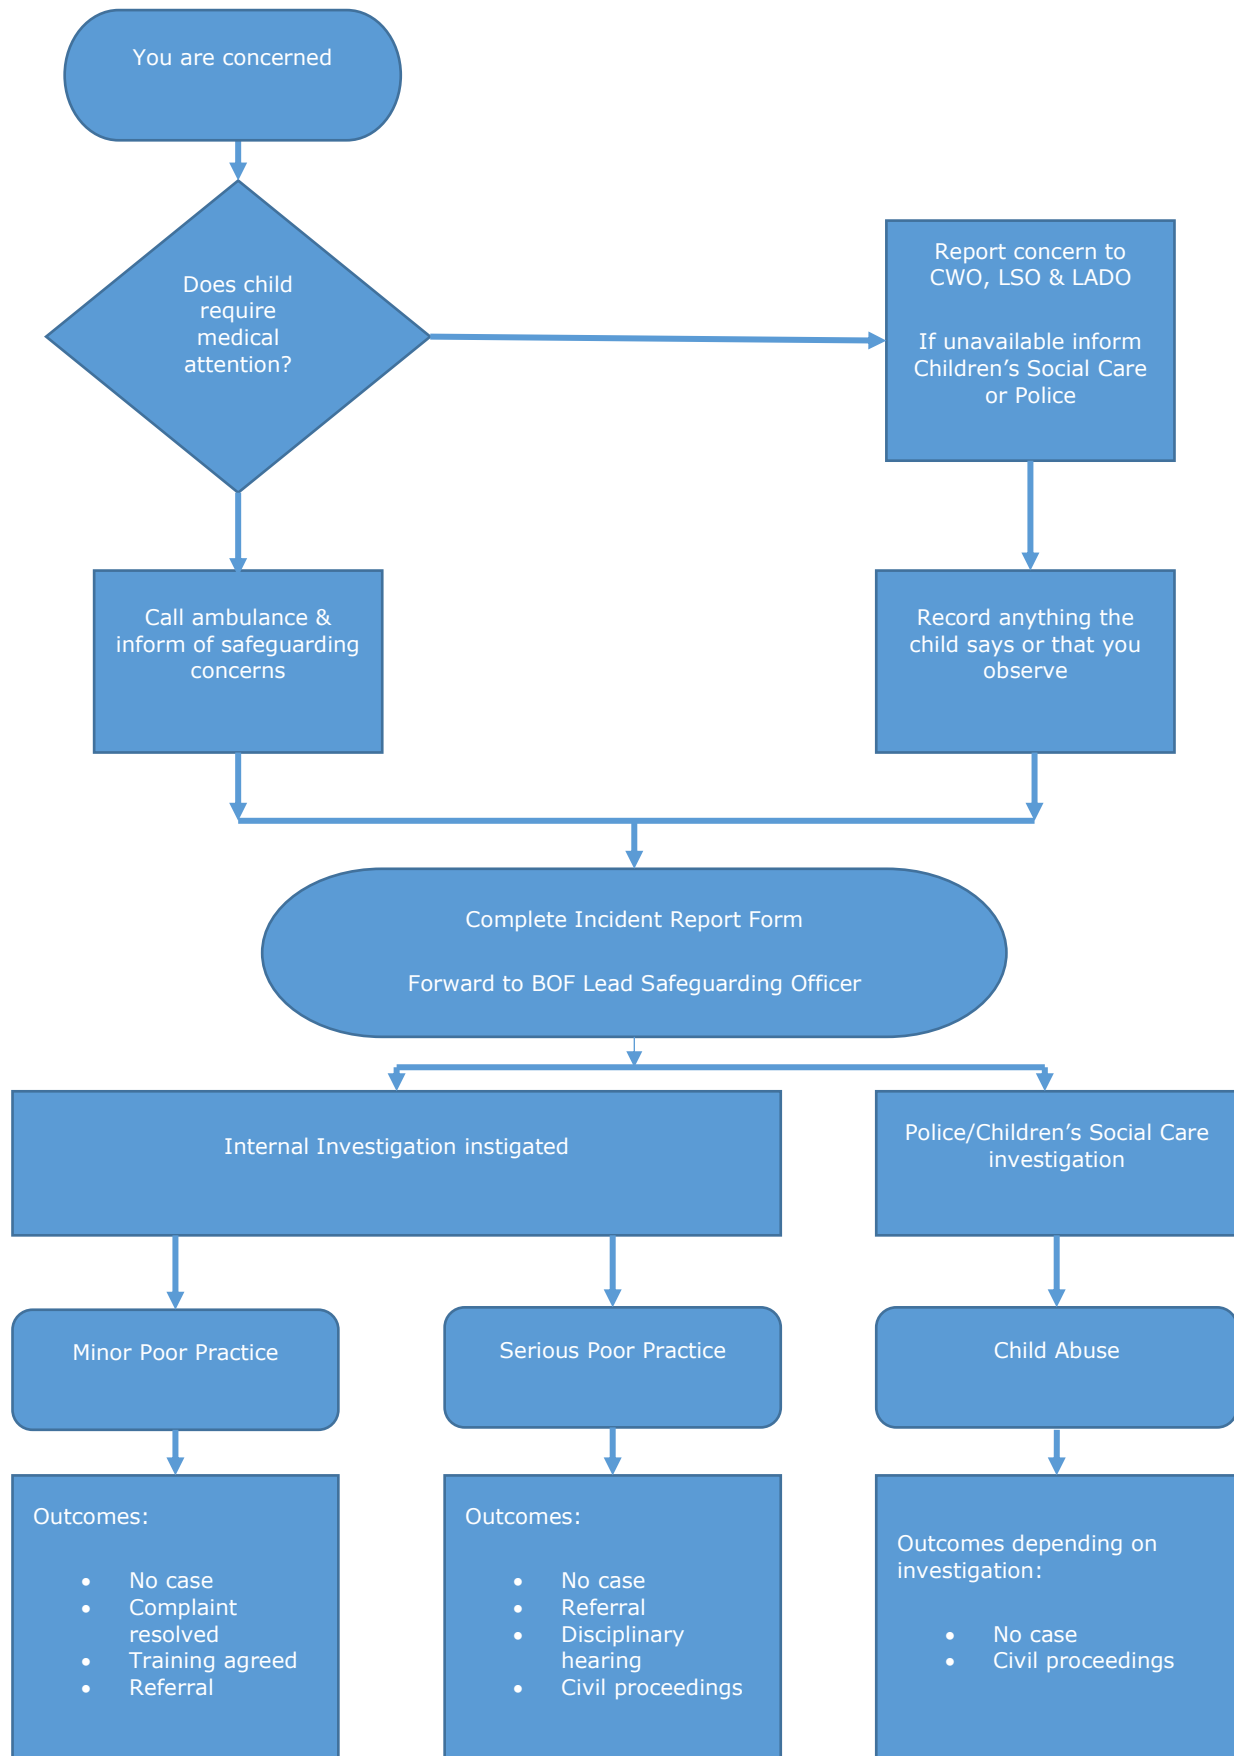 You are concerned
Does child
require
medical
attention?
Report concern to
CWO, LSO & LADO
If unavailable inform
Children’s Social Care
or Police
Call ambulance &
inform of safeguarding
concerns
Record anything the
child says or that you
observe
Complete Incident Report Form
Forward to BOF Lead Safeguarding Officer
Internal Investigation instigated
Police/Children’s Social Care
investigation
Minor Poor Practice
Serious Poor Practice
Child Abuse
Outcomes:
• No case
• Complaint
resolved
• Training agreed
• Referral
Outcomes:
• No case
• Referral
• Disciplinary
hearing
• Civil proceedings
Outcomes depending on
investigation:
• No case
• Civil proceedings